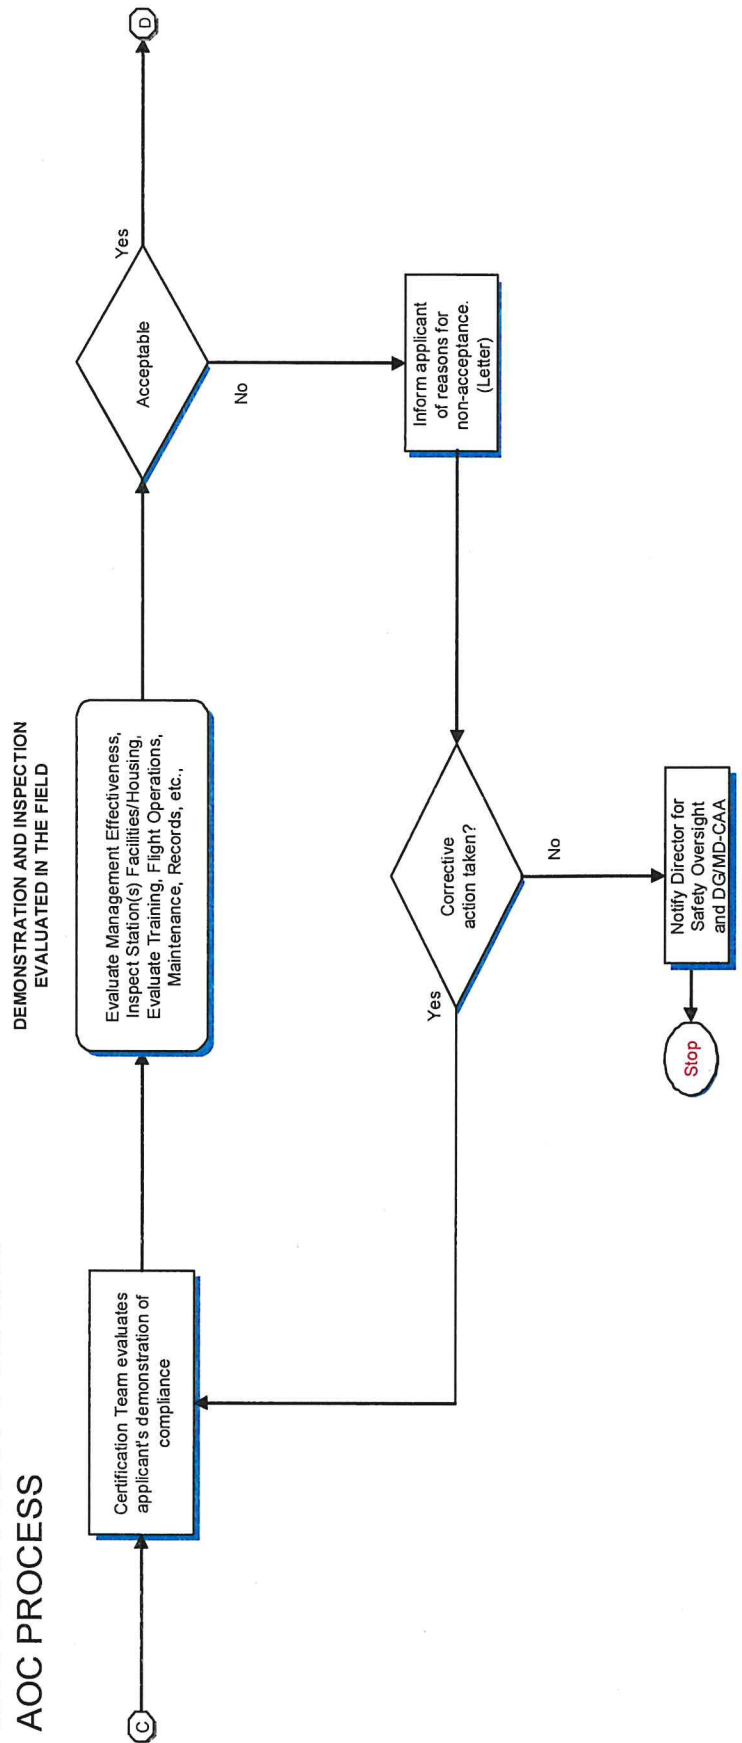 AOC PROCESS
DEMONSTRATION AND INSPECTION
EVALUATED IN THE FIELD
C
Certification Team evaluates
applicant's demonstration of
compliance
Evaluate Management Effectiveness,
Inspect Station(s) Facilities/Housing,
Evaluate Training, Flight Operations,
Maintenance, Records, etc.,
Acceptable
Yes
D
No
Inform applicant
of reasons for
non-acceptance.
(Letter)
Corrective
action taken?
Yes
No
Notify Director for
Safety Oversight
and DG/MD-CAA
Stop